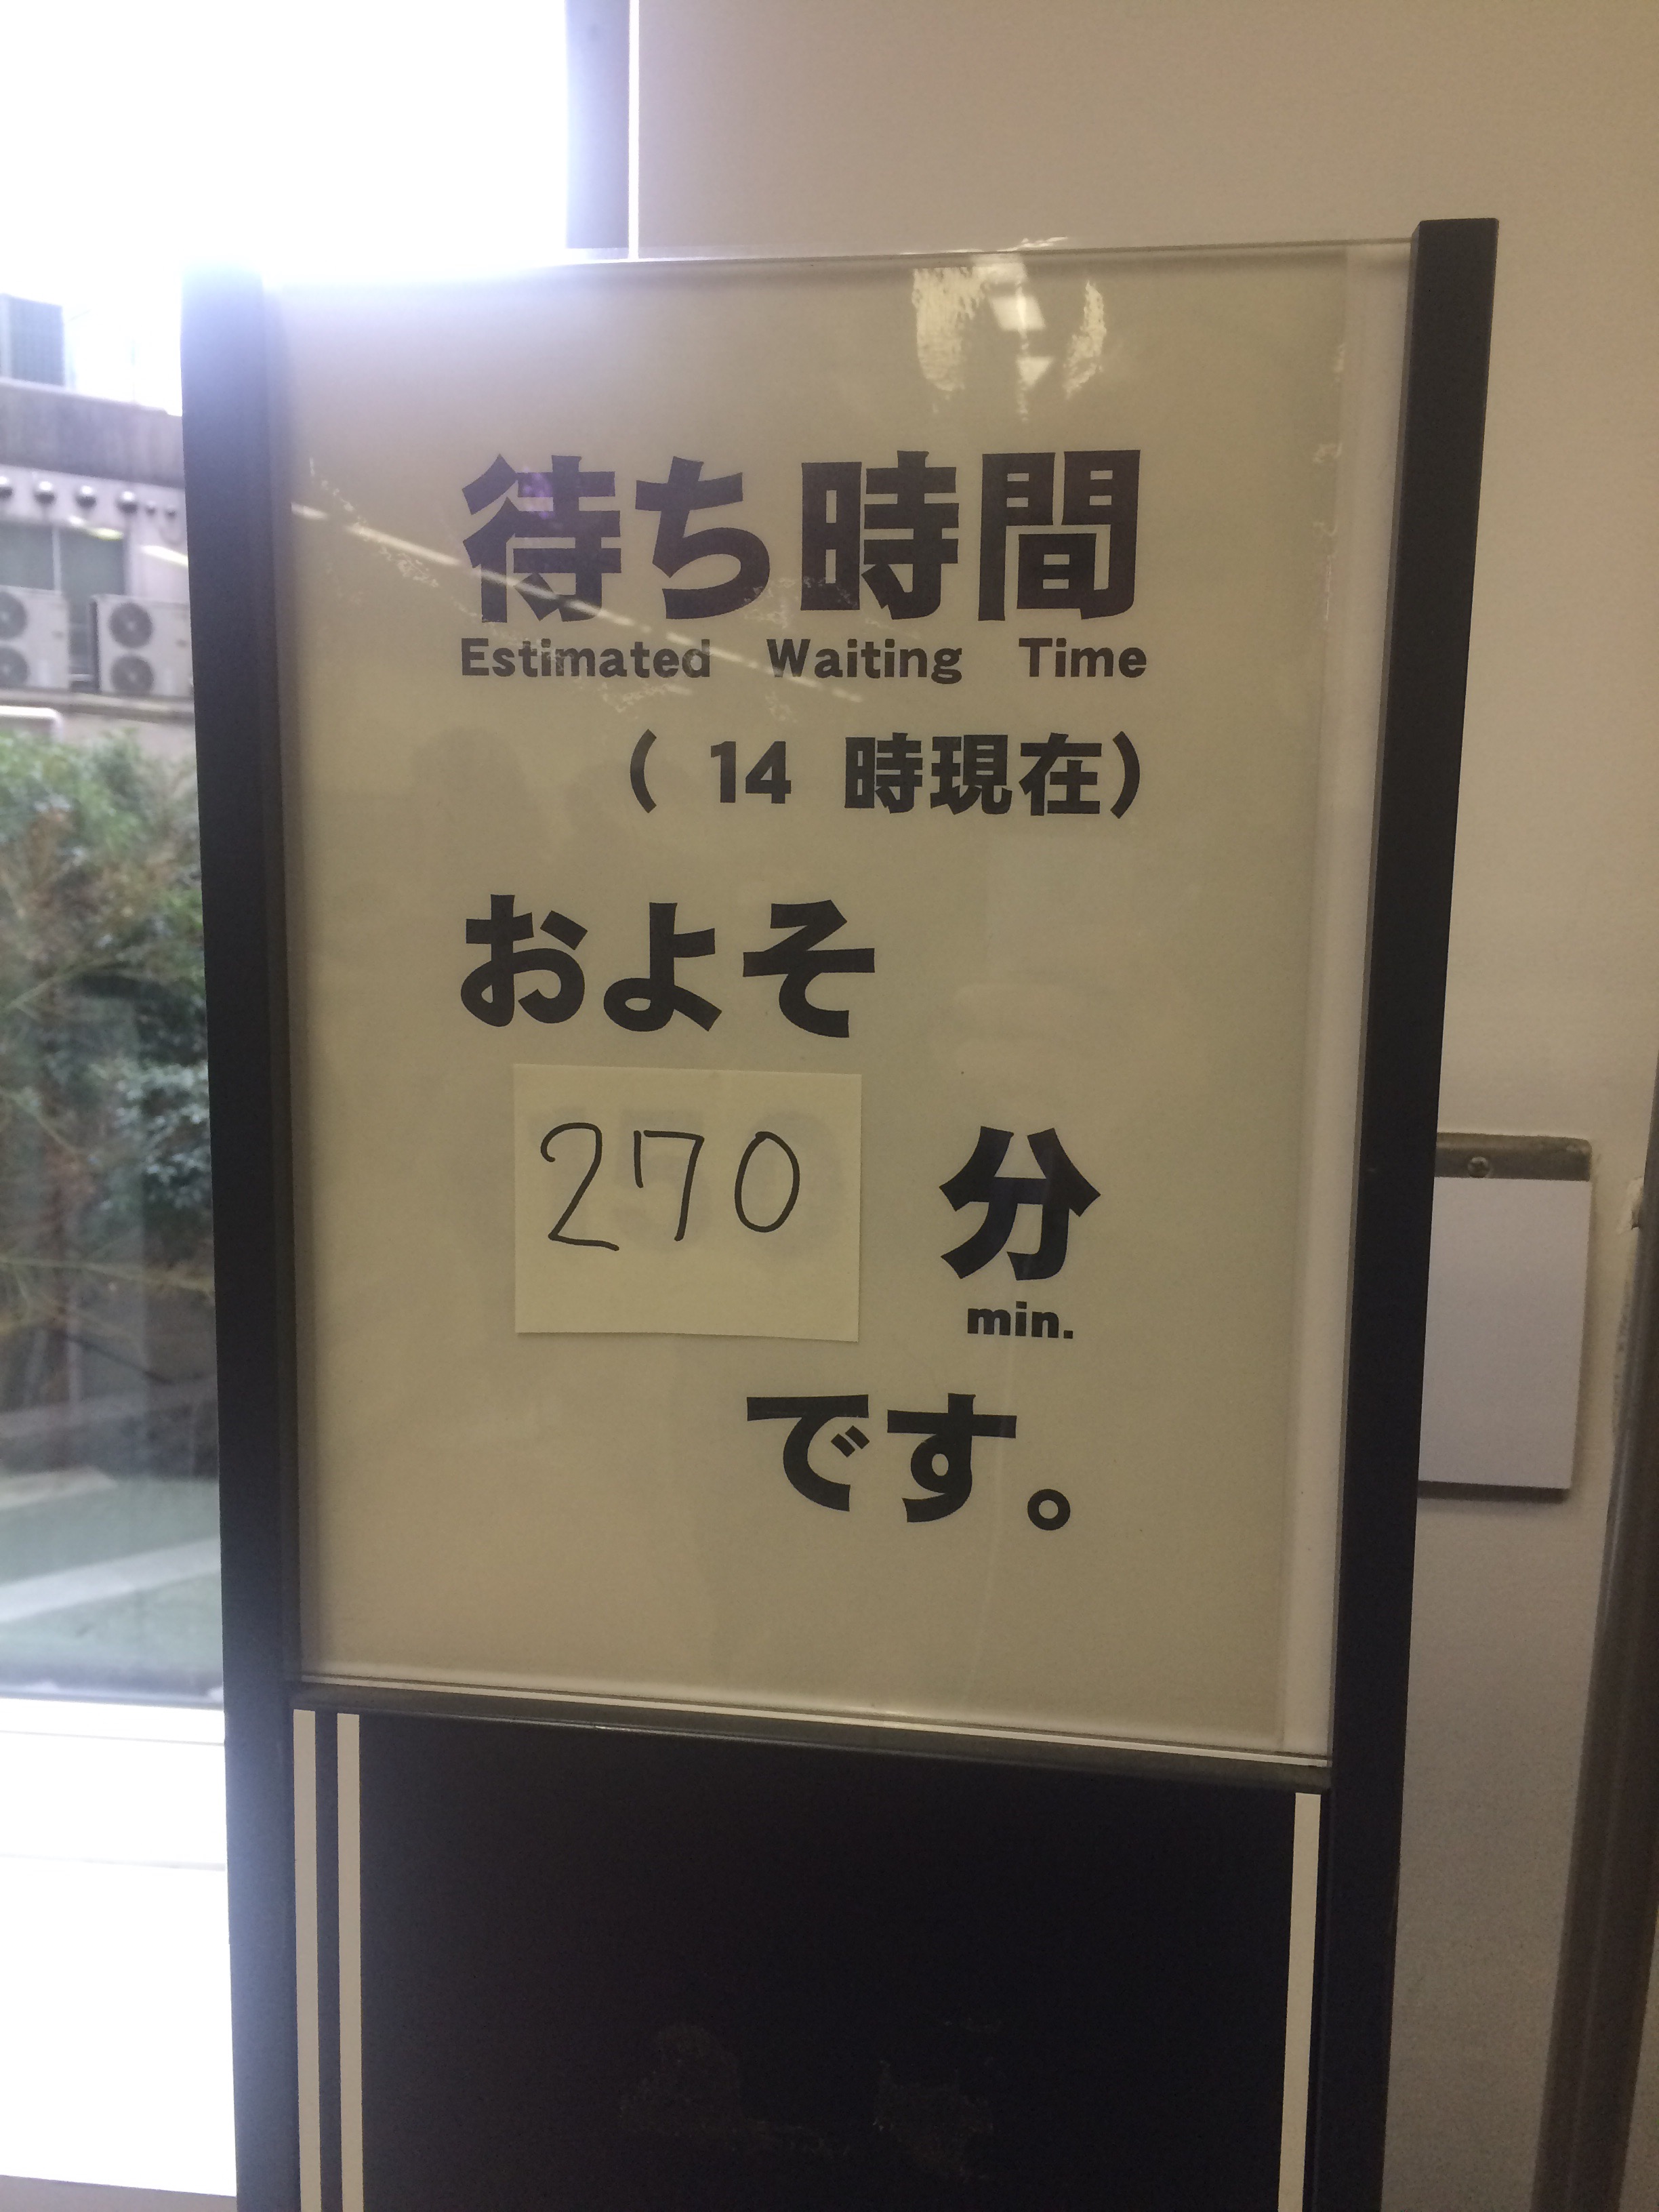 待ち時間
Estimated Waiting Time
( 14 時現在)
およそ
270 分
min.
です。